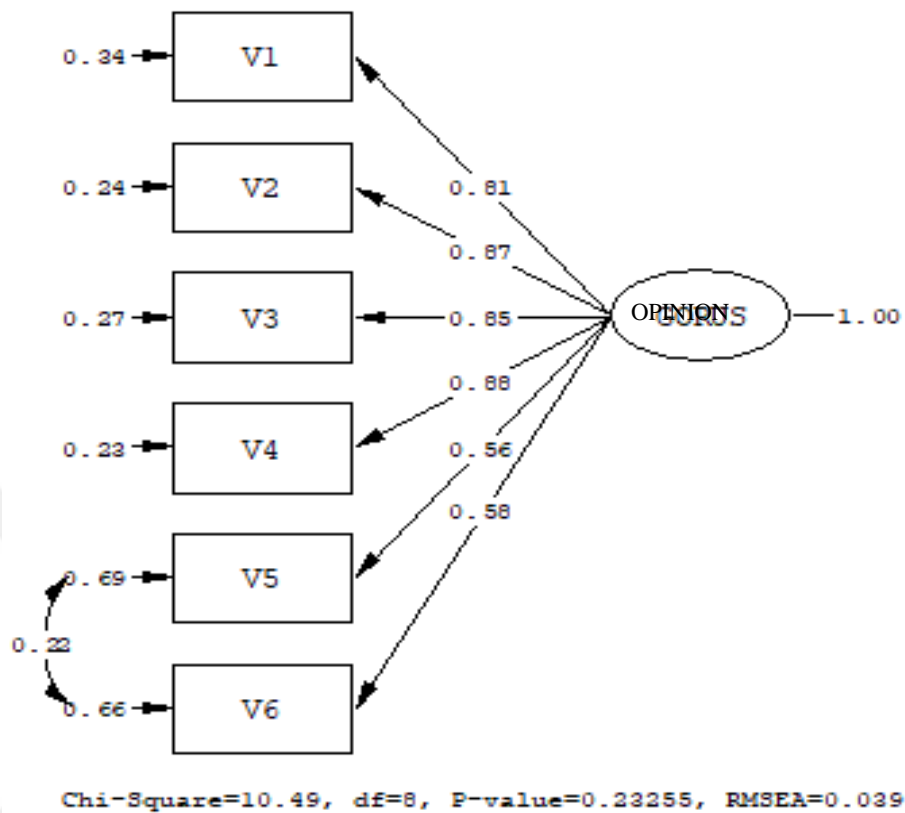 0.34 V1
0.24 V2
0.81
0.87
0.27 V3 0.85 OPINION GURUS 1.00
0.88
0.23 V4 0.56
0.58
0.69 V5
0.22
0.66 V6
Chi-Square=10.49, df=8, P-value=0.23255, RMSEA=0.039